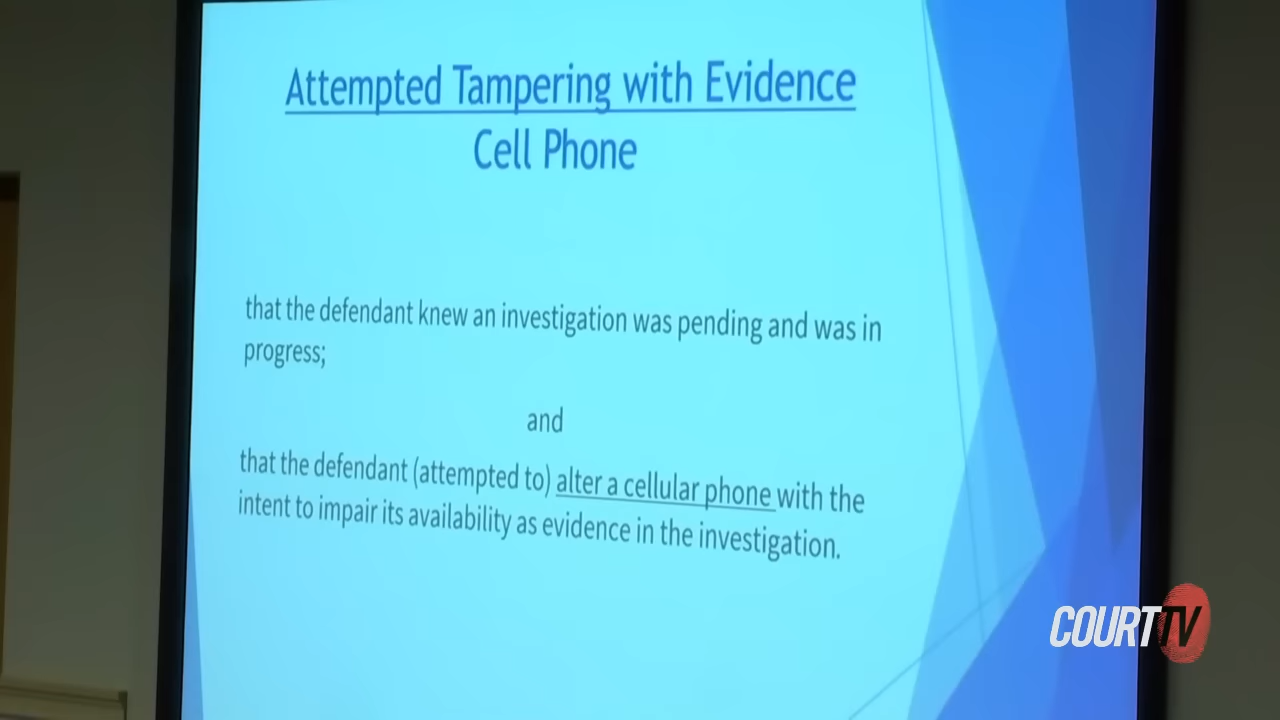 Attempted Tampering with Evidence
Cell Phone
that the defendant knew an investigation was pending and was in
progress;
and
that the defendant (attempted to) alter a cellular phone with the
intent to impair its availability as evidence in the investigation.
COURT TV